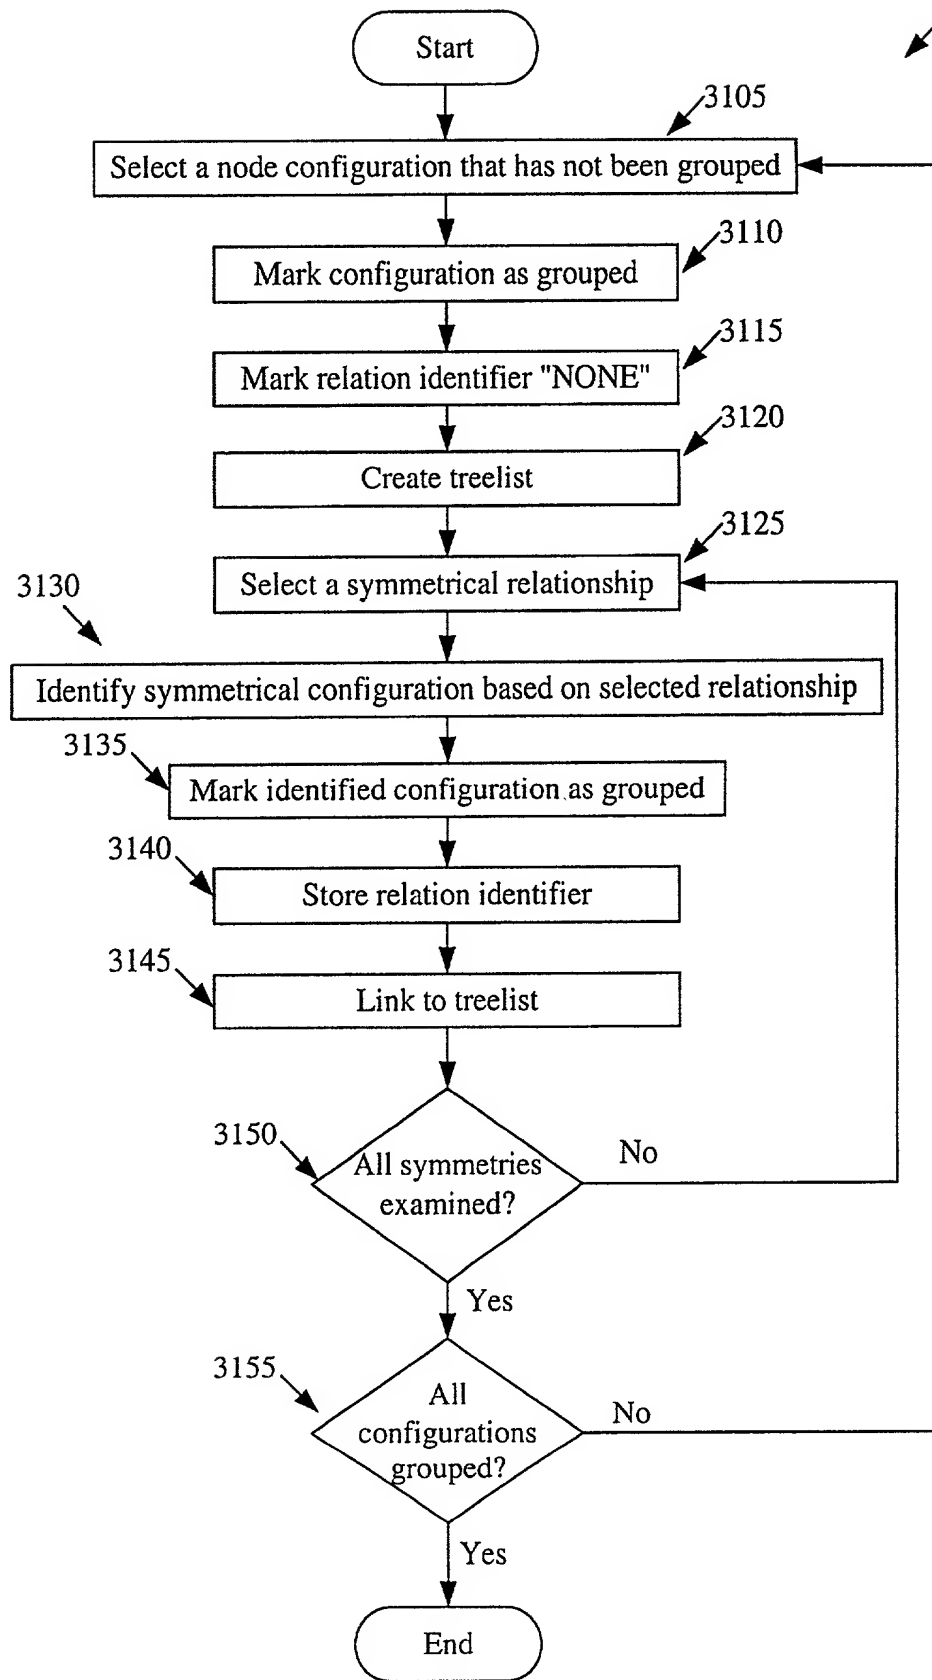 Start
3105
Select a node configuration that has not been grouped
3110
Mark configuration as grouped
3115
Mark relation identifier "NONE"
3120
Create treelist
3125
Select a symmetrical relationship
3130
Identify symmetrical configuration based on selected relationship
3135
Mark identified configuration as grouped
3140
Store relation identifier
3145
Link to treelist
3150
All symmetries
examined?
No
Yes
3155
All
configurations
grouped?
No
Yes
End